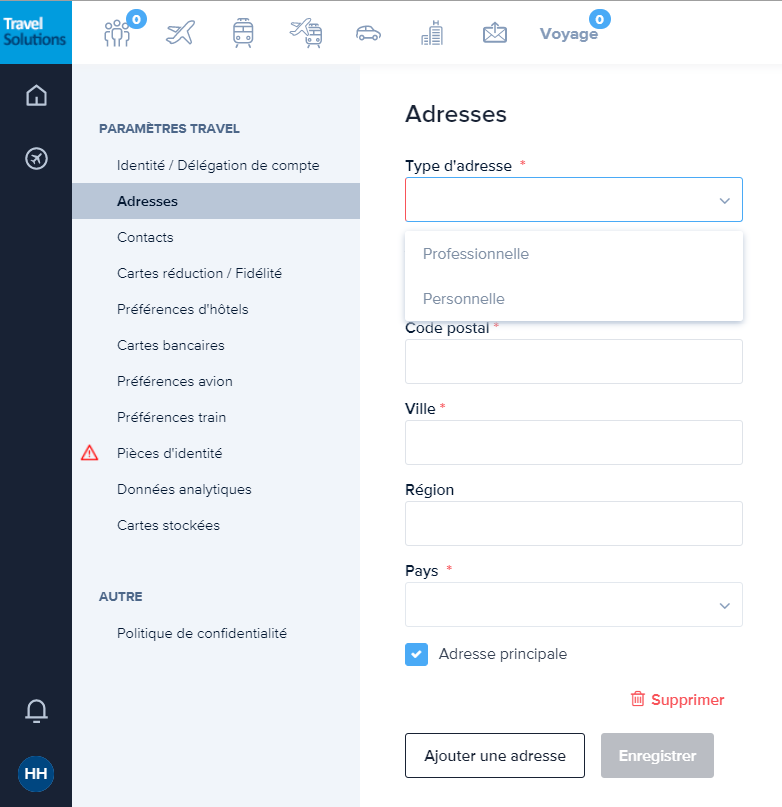 Travel
Solutions
0
Voyage
0
PARAMÈTRES TRAVEL
Identité / Délégation de compte
Adresses
Contacts
Cartes réduction / Fidélité
Préférences d'hôtels
Cartes bancaires
Préférences avion
Préférences train
Pièces d'identité
Données analytiques
Cartes stockées
AUTRE
Politique de confidentialité
HH
Adresses
Type d'adresse *
Professionnelle
Personnelle
Code postal *
Ville *
Région
Pays *
Adresse principale
Supprimer
Ajouter une adresse
Enregistrer